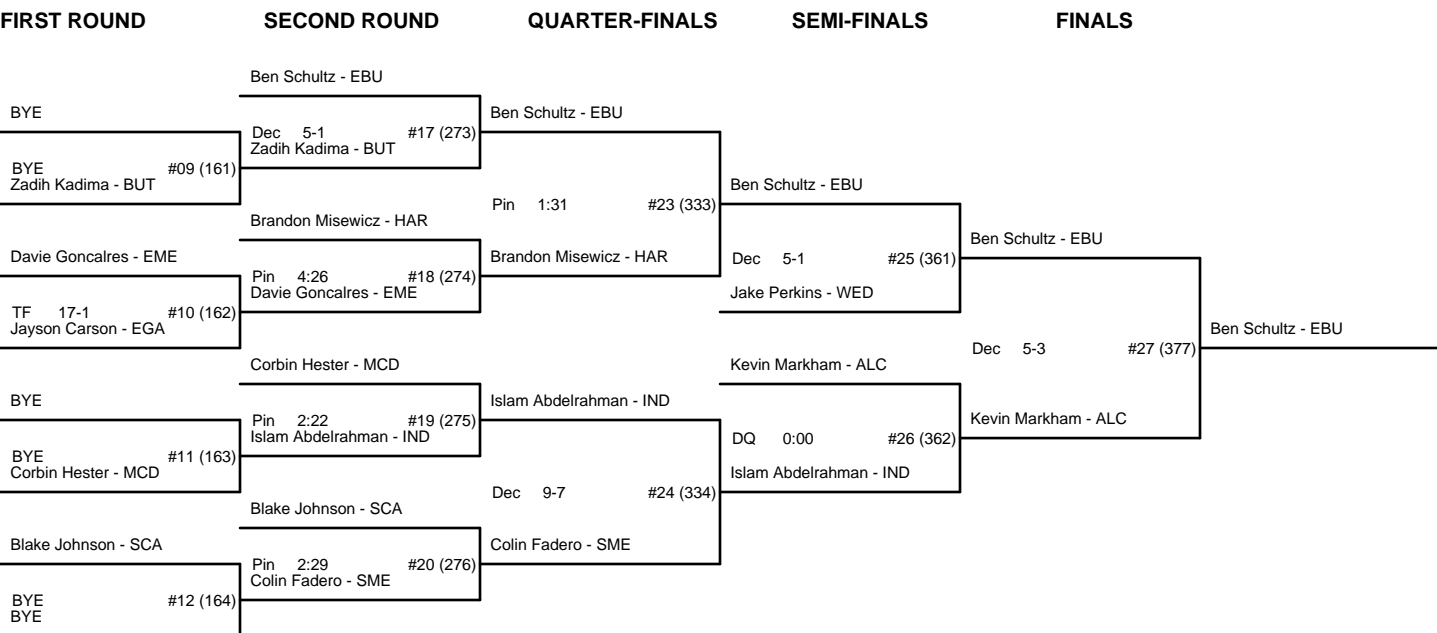 FIRST ROUND SECOND ROUND QUARTER-FINALS SEMI-FINALS FINALS
Ben Schultz - EBU
BYE
Ben Schultz - EBU
Dec 5-1 #17 (273)
Zadih Kadima - BUT
BYE #09 (161)
Zadih Kadima - BUT
Ben Schultz - EBU
Pin 1:31 #23 (333)
Brandon Misewicz - HAR
Ben Schultz - EBU
Davie Goncalres - EME
Brandon Misewicz - HAR
Dec 5-1 #25 (361)
Pin 4:26 #18 (274)
Davie Goncalres - EME
Jake Perkins - WED
TF 17-1 #10 (162)
Jayson Carson - EGA
Ben Schultz - EBU
Dec 5-3 #27 (377)
Corbin Hester - MCD
Kevin Markham - ALC
BYE
Islam Abdelrahman - IND
Kevin Markham - ALC
Pin 2:22 #19 (275)
Islam Abdelrahman - IND
DQ 0:00 #26 (362)
BYE #11 (163)
Corbin Hester - MCD
Islam Abdelrahman - IND
Dec 9-7 #24 (334)
Blake Johnson - SCA
Blake Johnson - SCA
Colin Fadero - SME
Pin 2:29 #20 (276)
Colin Fadero - SME
BYE #12 (164)
BYE